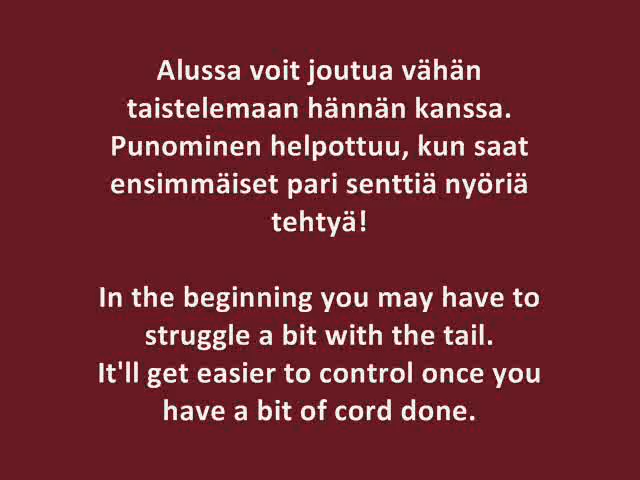 Alussa voit joutua vähän
taistelemaan hännän kanssa.
Punominen helpottuu, kun saat
ensimmäiset pari senttiä nyöriä
tehtyä!
In the beginning you may have to
struggle a bit with the tail.
It'll get easier to control once you
have a bit of cord done.